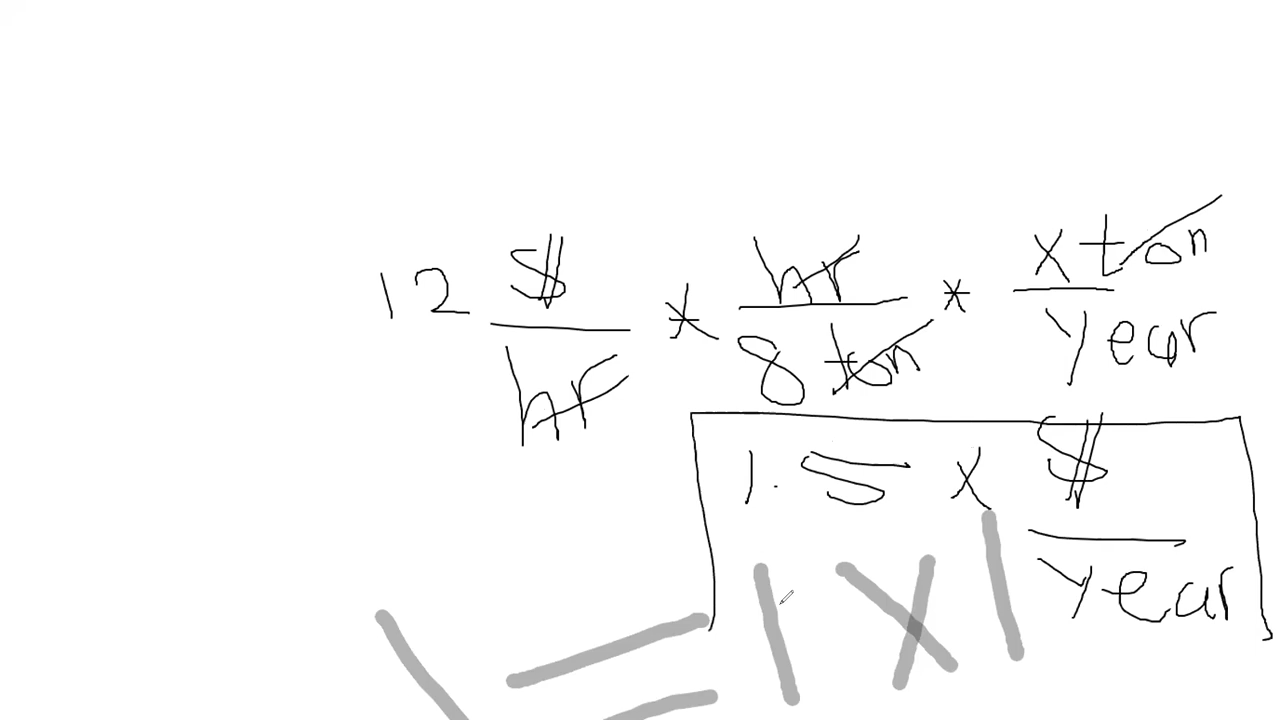 12 $/hr * hr/8 ton * x ton/year
1.5 x $/year
= |x|